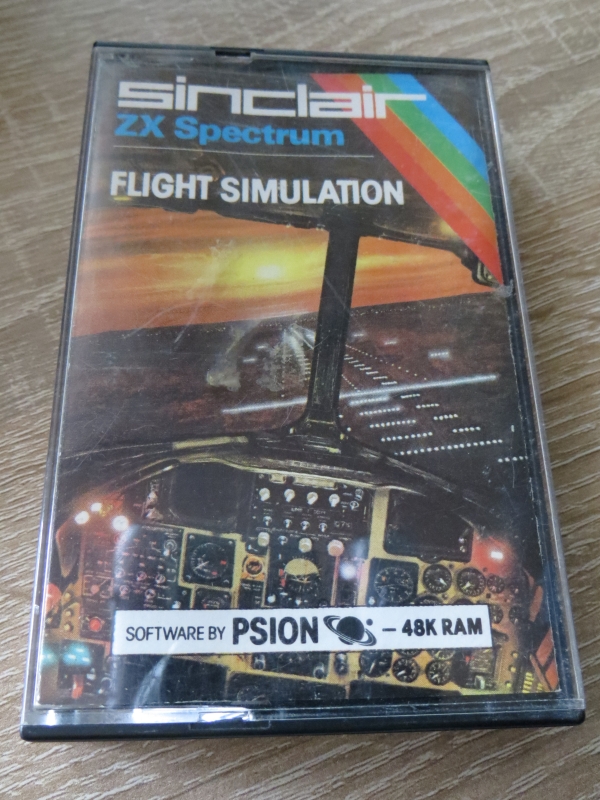 sinclair
ZX Spectrum
FLIGHT SIMULATION
SOFTWARE BY PSION – 48K RAM